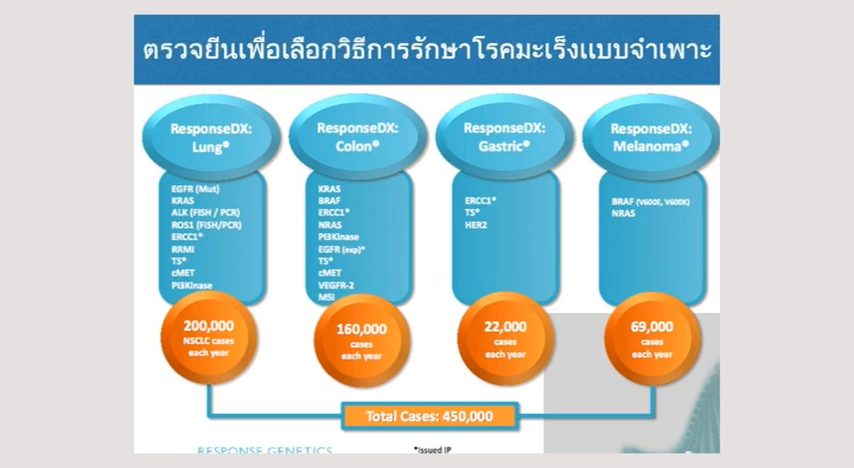 ตรวจยีนเพื่อเลือกวิธีการรักษาโรคมะเร็งแบบจำเพาะ
ResponseDX:
Lung®
EGFR (Mut)
KRAS
ALK (FISH / PCR)
ROS1 (FISH/PCR)
ERCC1*
RRMI
TS*
cMET
PI3Kinase
200,000
NSCLC cases
each year
ResponseDX:
Colon®
KRAS
BRAF
ERCC1*
NRAS
PI3Kinase
EGFR (exp)*
TS*
cMET
VEGFR-2
MSI
160,000
cases
each year
ResponseDX:
Gastric®
ERCC1*
TS*
HER2
22,000
cases
each year
ResponseDX:
Melanoma®
BRAF (V600E, V600K)
NRAS
69,000
cases
each year
Total Cases: 450,000
RESPONSE GENETICS
*Issued IP